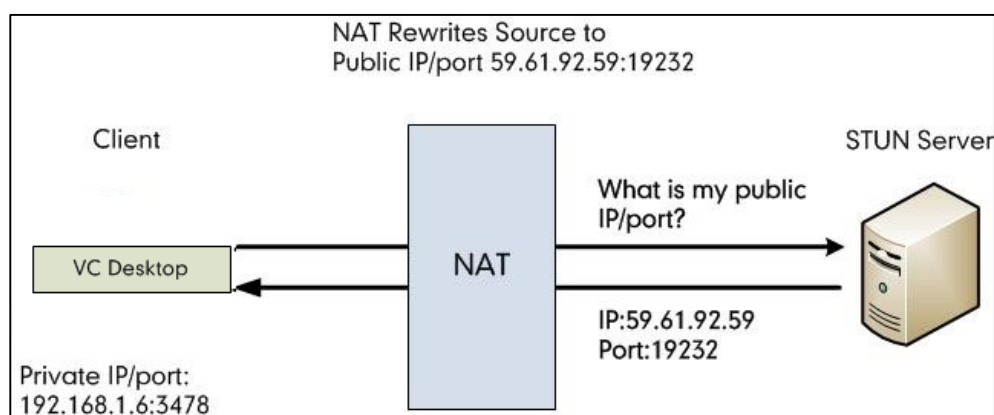 NAT Rewrites Source to
Public IP/port 59.61.92.59:19232
Client
STUN Server
What is my public
IP/port?
VC Desktop
NAT
IP:59.61.92.59
Port:19232
Private IP/port:
192.168.1.6:3478